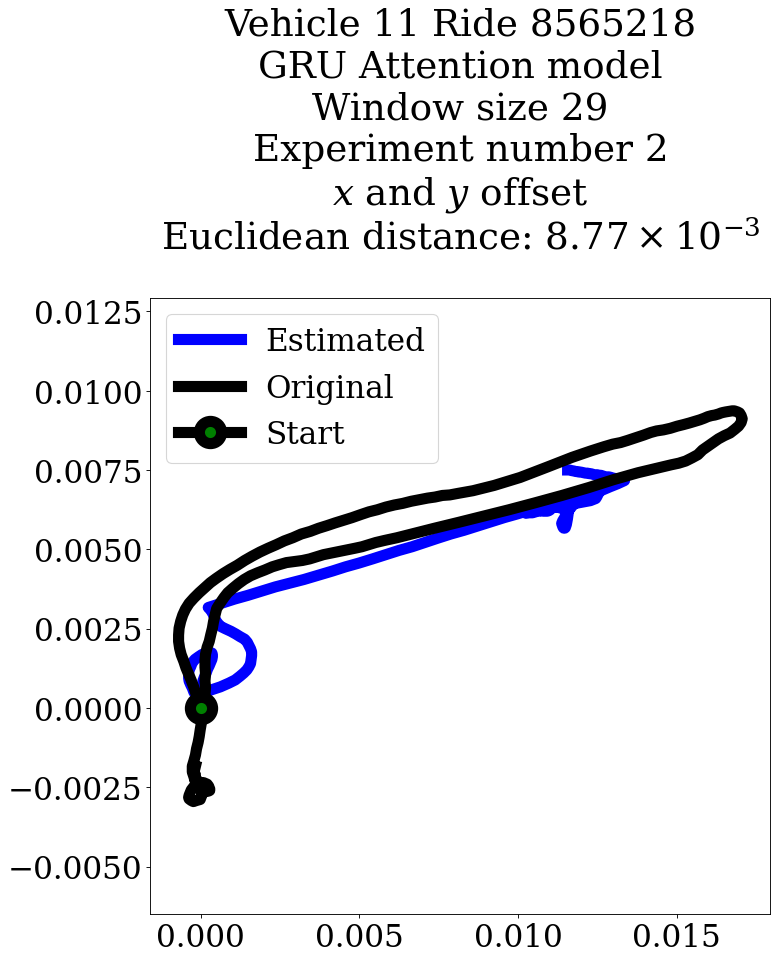 Vehicle 11 Ride 8565218
GRU Attention model
Window size 29
Experiment number 2
x and y offset
Euclidean distance: 8.77 × 10⁻³
0.0125
0.0100
0.0075
0.0050
0.0025
0.0000
−0.0025
−0.0050
Estimated
Original
Start
0.000 0.005 0.010 0.015